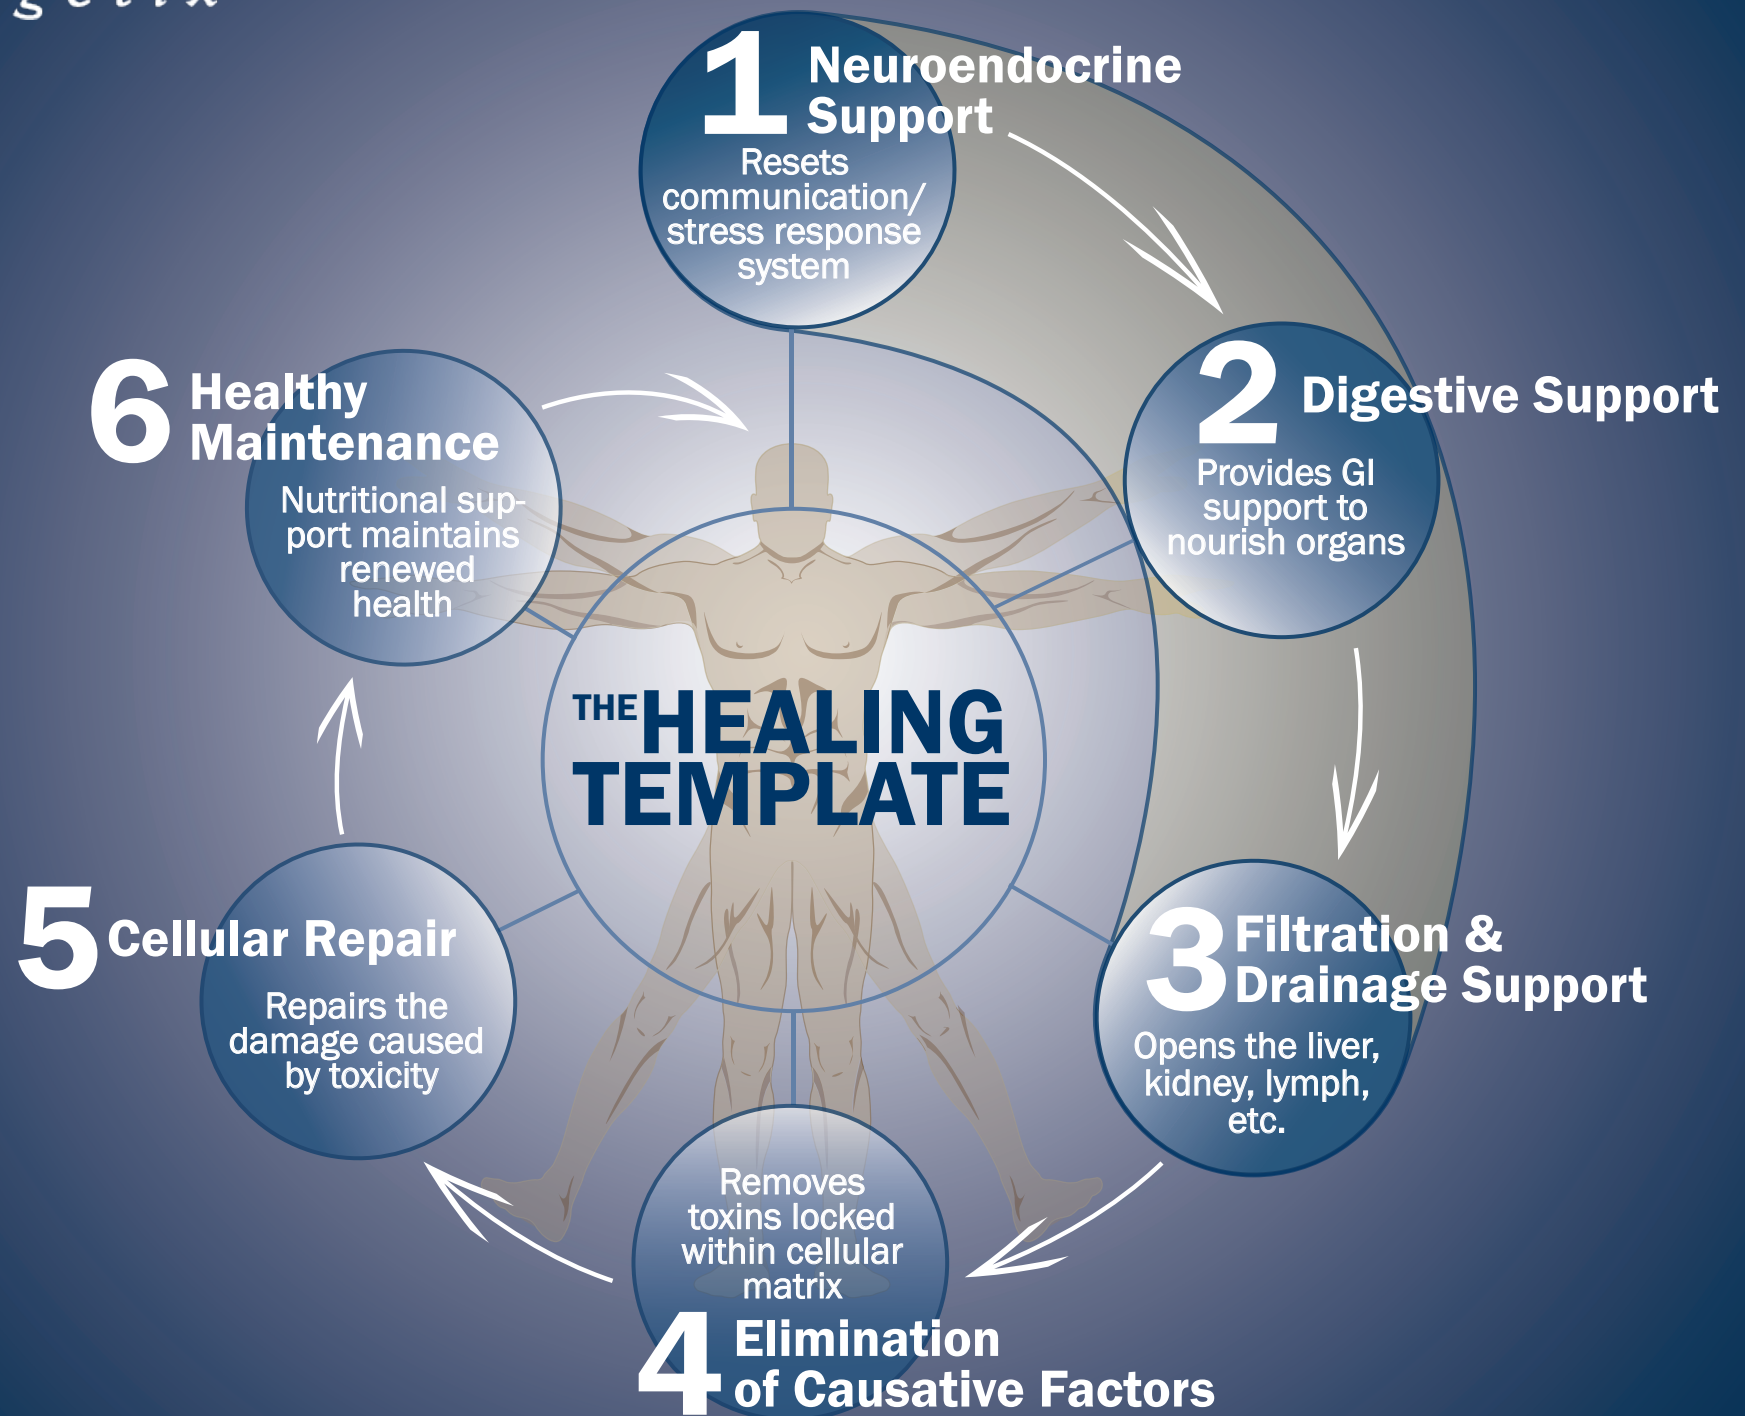 1 Neuroendocrine
Support
Resets
communication/
stress response
system
2 Digestive Support
Provides GI
support to
nourish organs
3 Filtration &
Drainage Support
Opens the liver,
kidney, lymph,
etc.
Removes
toxins locked
within cellular
matrix
4 Elimination
of Causative Factors
5 Cellular Repair
Repairs the
damage caused
by toxicity
6 Healthy
Maintenance
Nutritional sup-
port maintains
renewed
health
THE HEALING
TEMPLATE